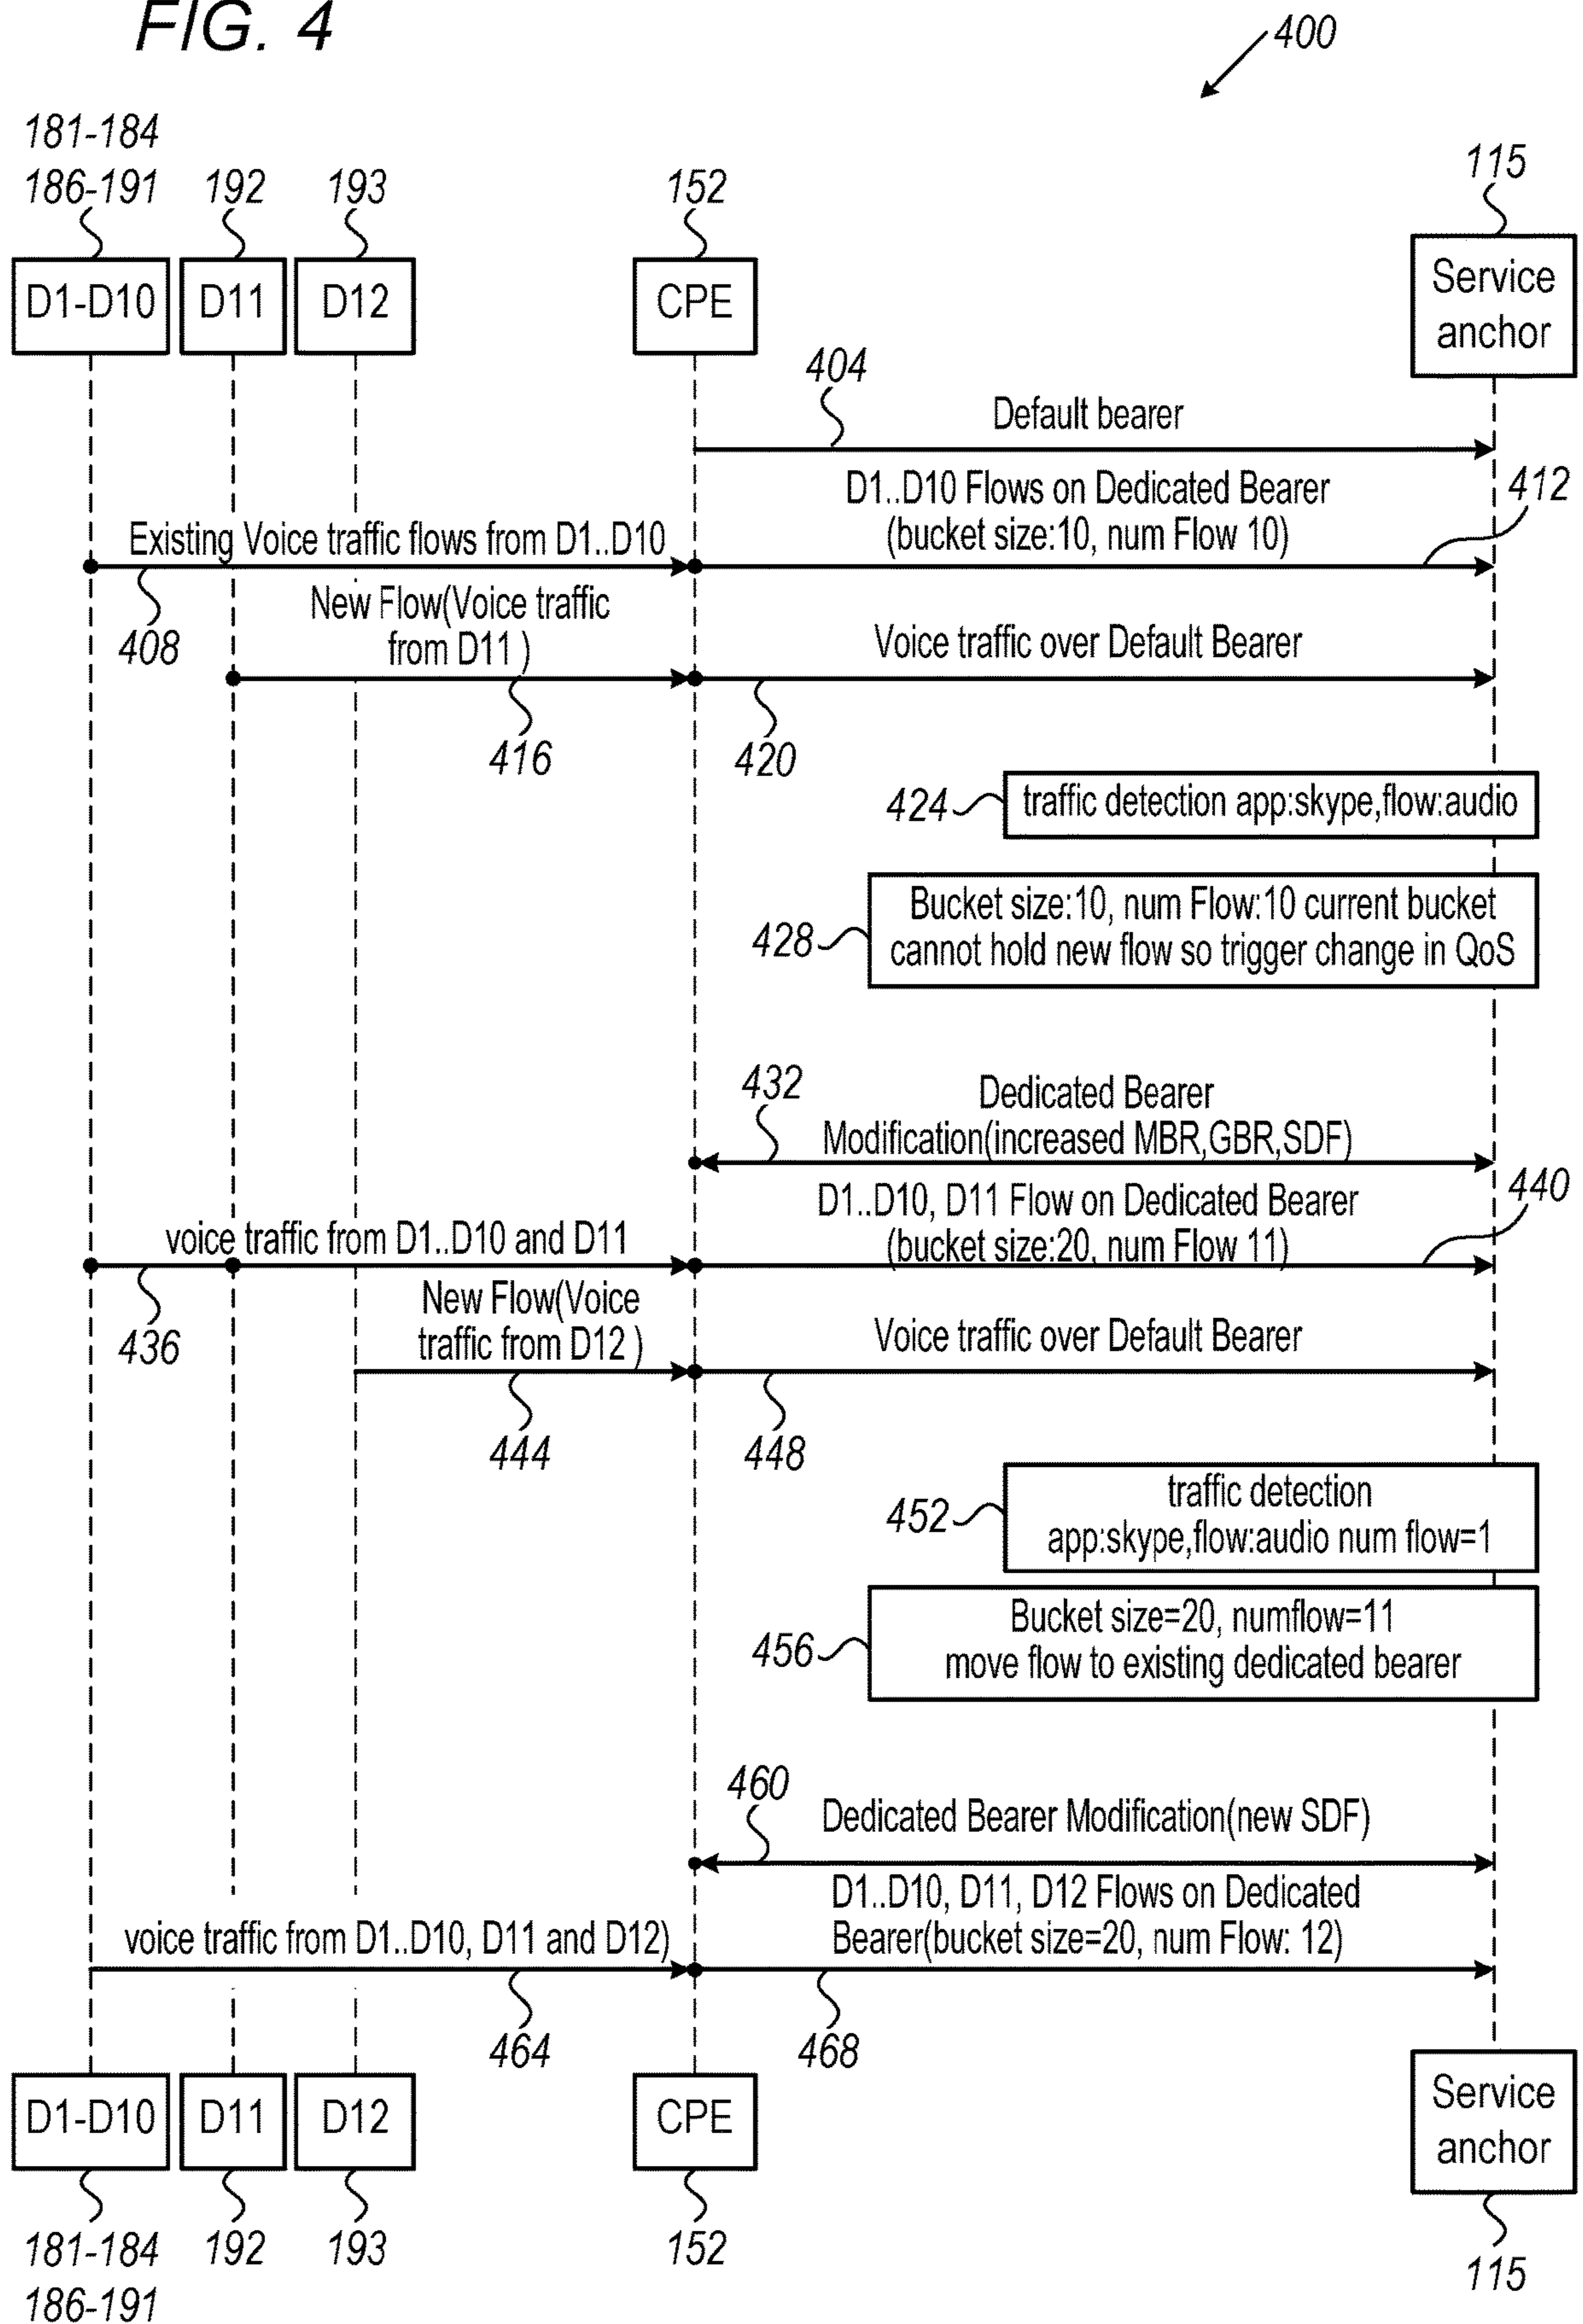 FIG. 4
400
181-184
186-191
192
193
152
115
D1-D10
D11
D12
CPE
Service
anchor
404
Default bearer
D1..D10 Flows on Dedicated Bearer
(bucket size:10, num Flow 10)
412
Existing Voice traffic flows from D1..D10
408
New Flow(Voice traffic
from D11 )
Voice traffic over Default Bearer
416
420
424
traffic detection app:skype,flow:audio
428
Bucket size:10, num Flow:10 current bucket
cannot hold new flow so trigger change in QoS
432
Dedicated Bearer
Modification(increased MBR,GBR,SDF)
D1..D10, D11 Flow on Dedicated Bearer
(bucket size:20, num Flow 11)
440
voice traffic from D1..D10 and D11
436
New Flow(Voice
traffic from D12 )
Voice traffic over Default Bearer
444
448
452
traffic detection
app:skype,flow:audio num flow=1
456
Bucket size=20, numflow=11
move flow to existing dedicated bearer
460
Dedicated Bearer Modification(new SDF)
D1..D10, D11, D12 Flows on Dedicated
Bearer(bucket size=20, num Flow: 12)
voice traffic from D1..D10, D11 and D12)
464
468
D1-D10
D11
D12
CPE
Service
anchor
181-184
186-191
192
193
152
115